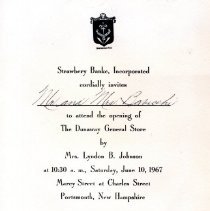 Strawbery Banke, Incorporated
cordially invites
Mr. and Mrs.
to attend the opening of
The Dunaway General Store
by
Mrs. Lyndon B. Johnson
at 10:30 a. m., Saturday, June 10, 1967
Marcy Street at Charles Street
Portsmouth, New Hampshire